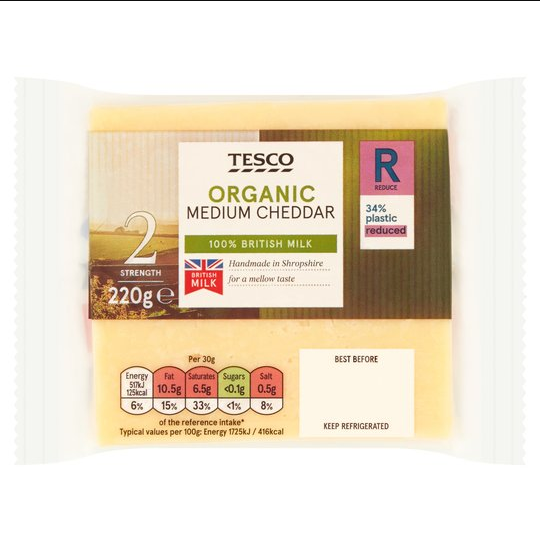 TESCO
ORGANIC
MEDIUM CHEDDAR
100% BRITISH MILK
Handmade in Shropshire
for a mellow taste
BRITISH
MILK
2
STRENGTH
220g ℮
R
REDUCE
34%
plastic
reduced
Per 30g
Energy Fat Saturates Sugars Salt
517kJ
125kcal 10.5g 6.5g <0.1g 0.5g
6% 15% 33% <1% 8%
of the reference intake*
Typical values per 100g: Energy 1725kJ / 416kcal
BEST BEFORE
KEEP REFRIGERATED